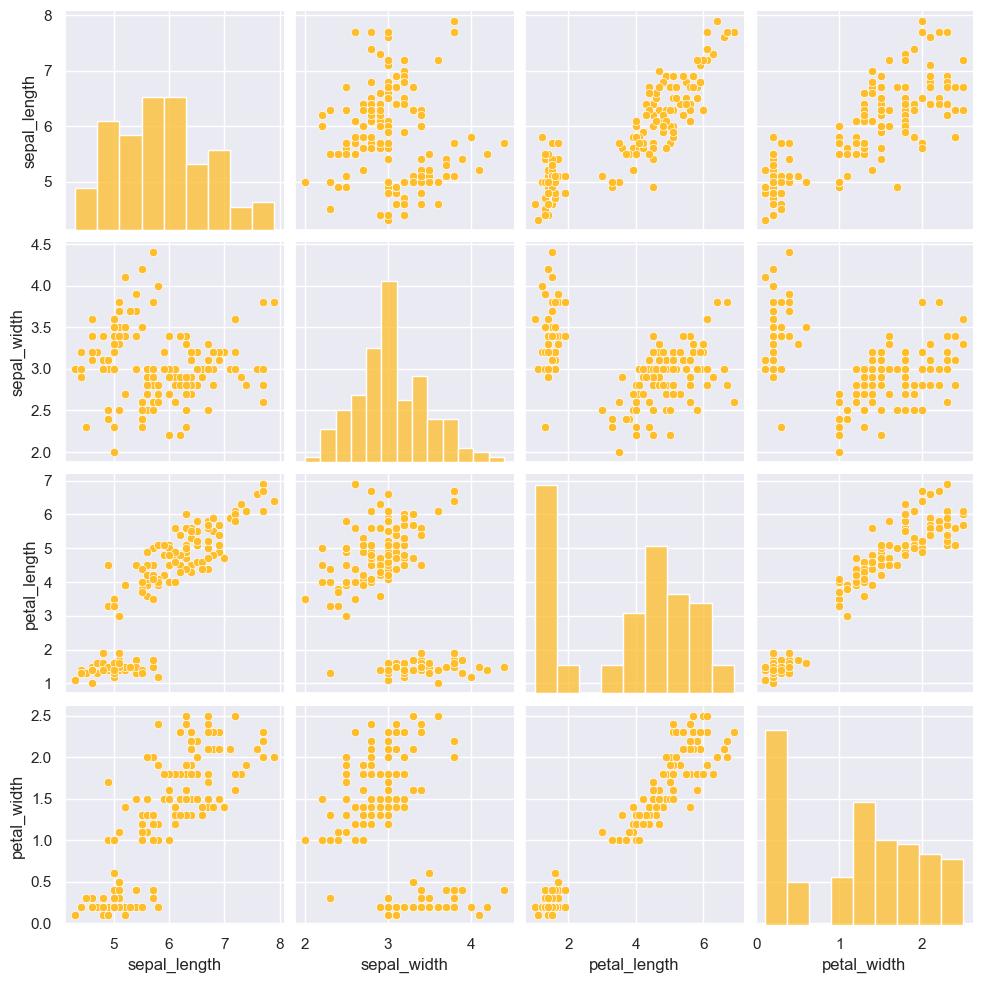 8
7
6
5
sepal_length
4.5
4.0
3.5
3.0
2.5
2.0
sepal_width
7
6
5
4
3
2
1
petal_length
2.5
2.0
1.5
1.0
0.5
0.0
petal_width
5 6 7 8
sepal_length
2 3 4
sepal_width
2 4 6
petal_length
0 1 2
petal_width